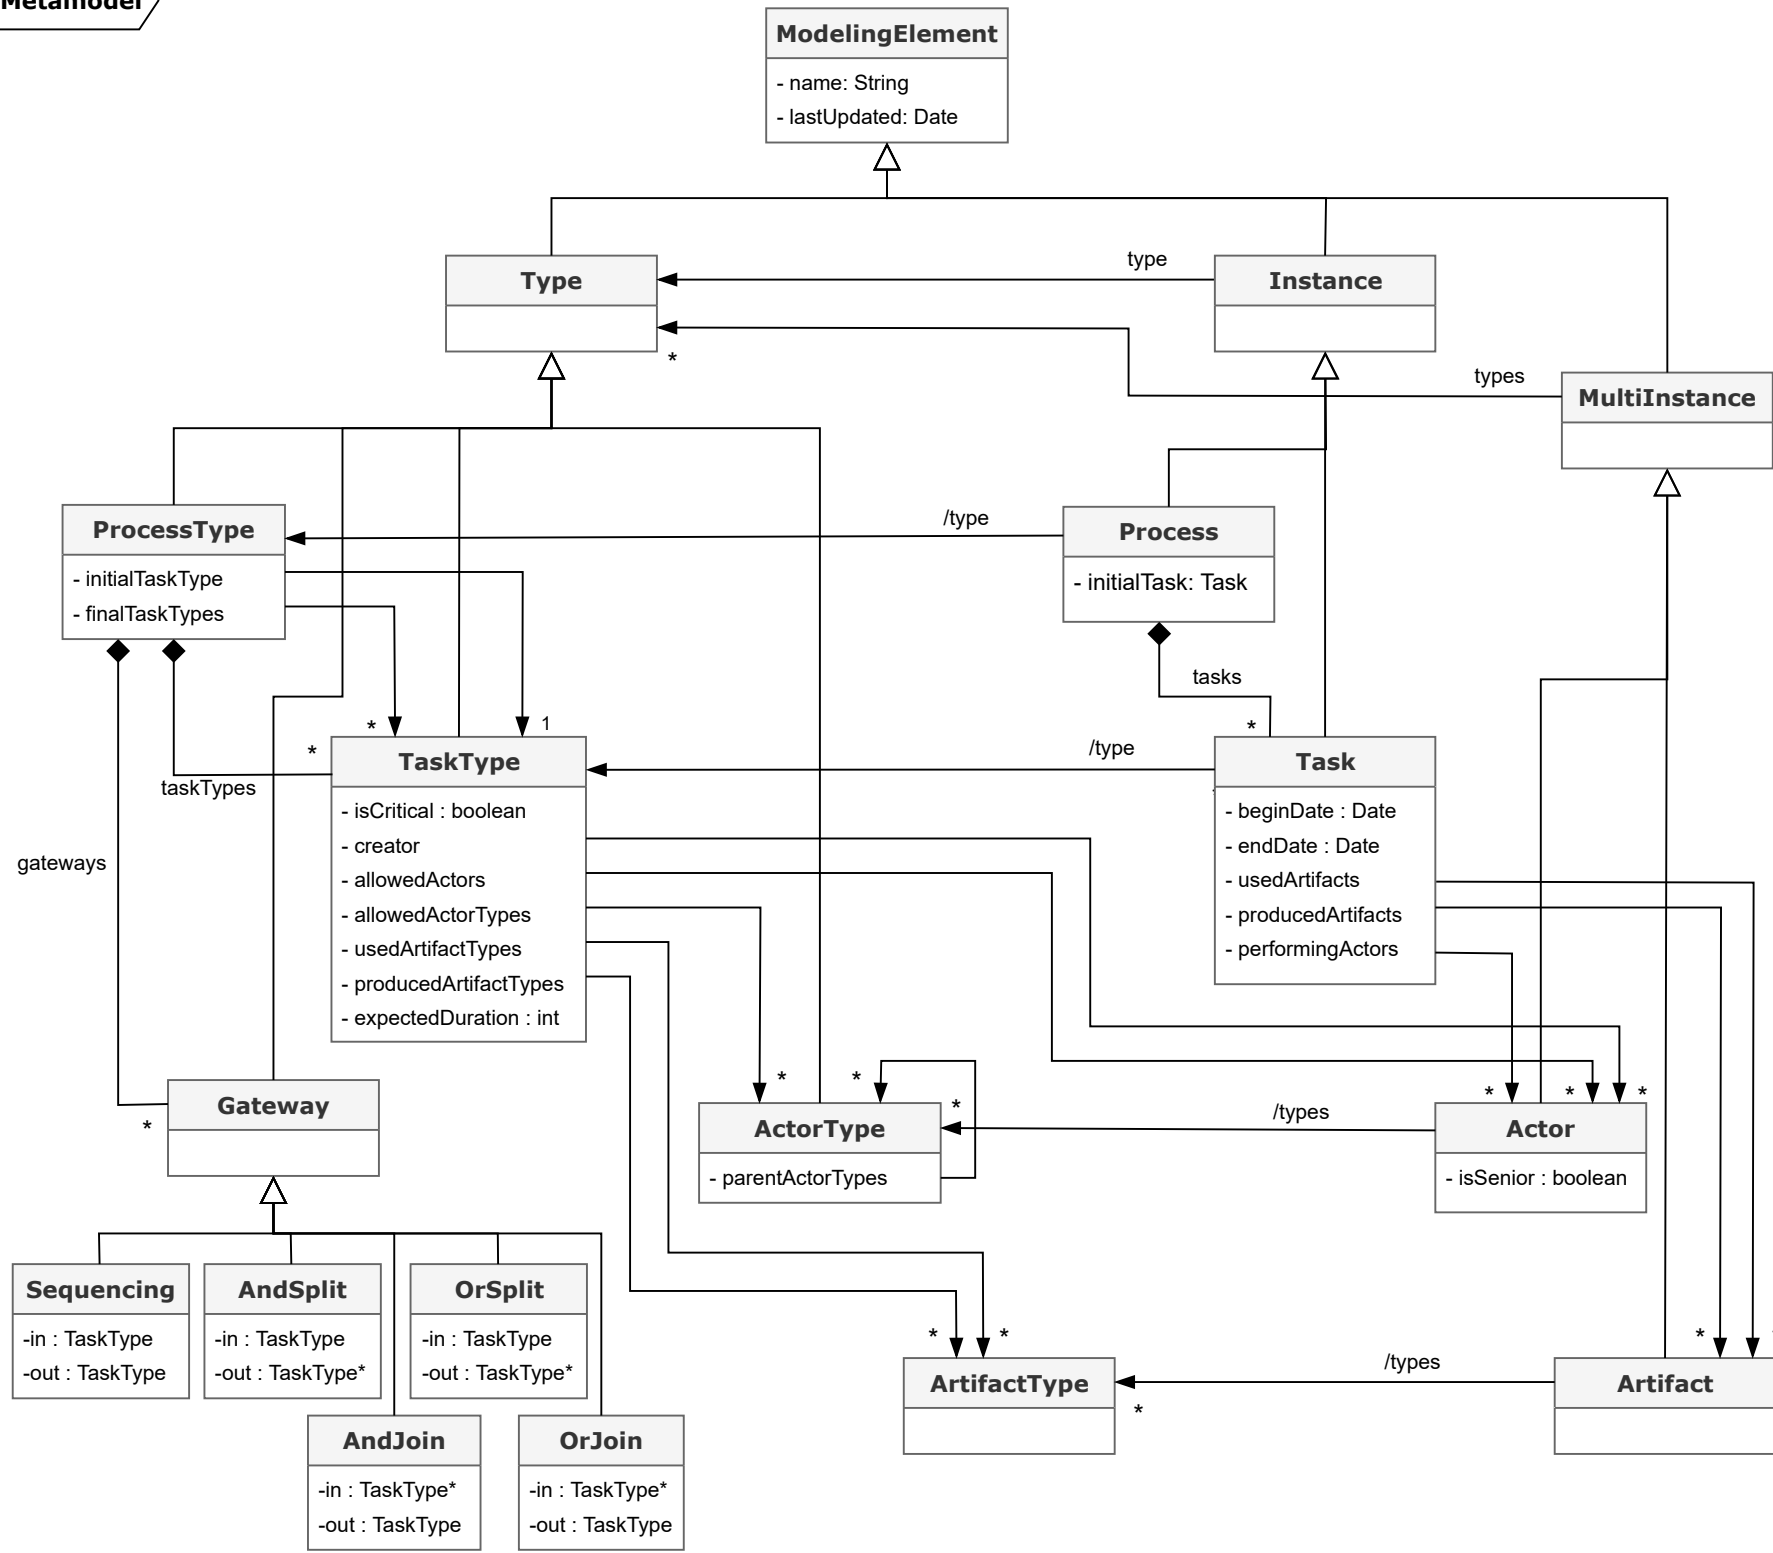 Metamodel
ModelingElement
- name: String
- lastUpdated: Date
Type
type
Instance
*
types
MultiInstance
ProcessType
- initialTaskType
- finalTaskTypes
/type
Process
- initialTask: Task
tasks
*
*
1
*
taskTypes
gateways
TaskType
- isCritical : boolean
- creator
- allowedActors
- allowedActorTypes
- usedArtifactTypes
- producedArtifactTypes
- expectedDuration : int
/type
Task
- beginDate : Date
- endDate : Date
- usedArtifacts
- producedArtifacts
- performingActors
Gateway
*
*
*
*
ActorType
- parentActorTypes
/types
*
*
*
Actor
- isSenior : boolean
Sequencing
-in : TaskType
-out : TaskType
AndSplit
-in : TaskType
-out : TaskType*
OrSplit
-in : TaskType
-out : TaskType*
AndJoin
-in : TaskType*
-out : TaskType
OrJoin
-in : TaskType*
-out : TaskType
*
*
ArtifactType
/types
*
*
Artifact